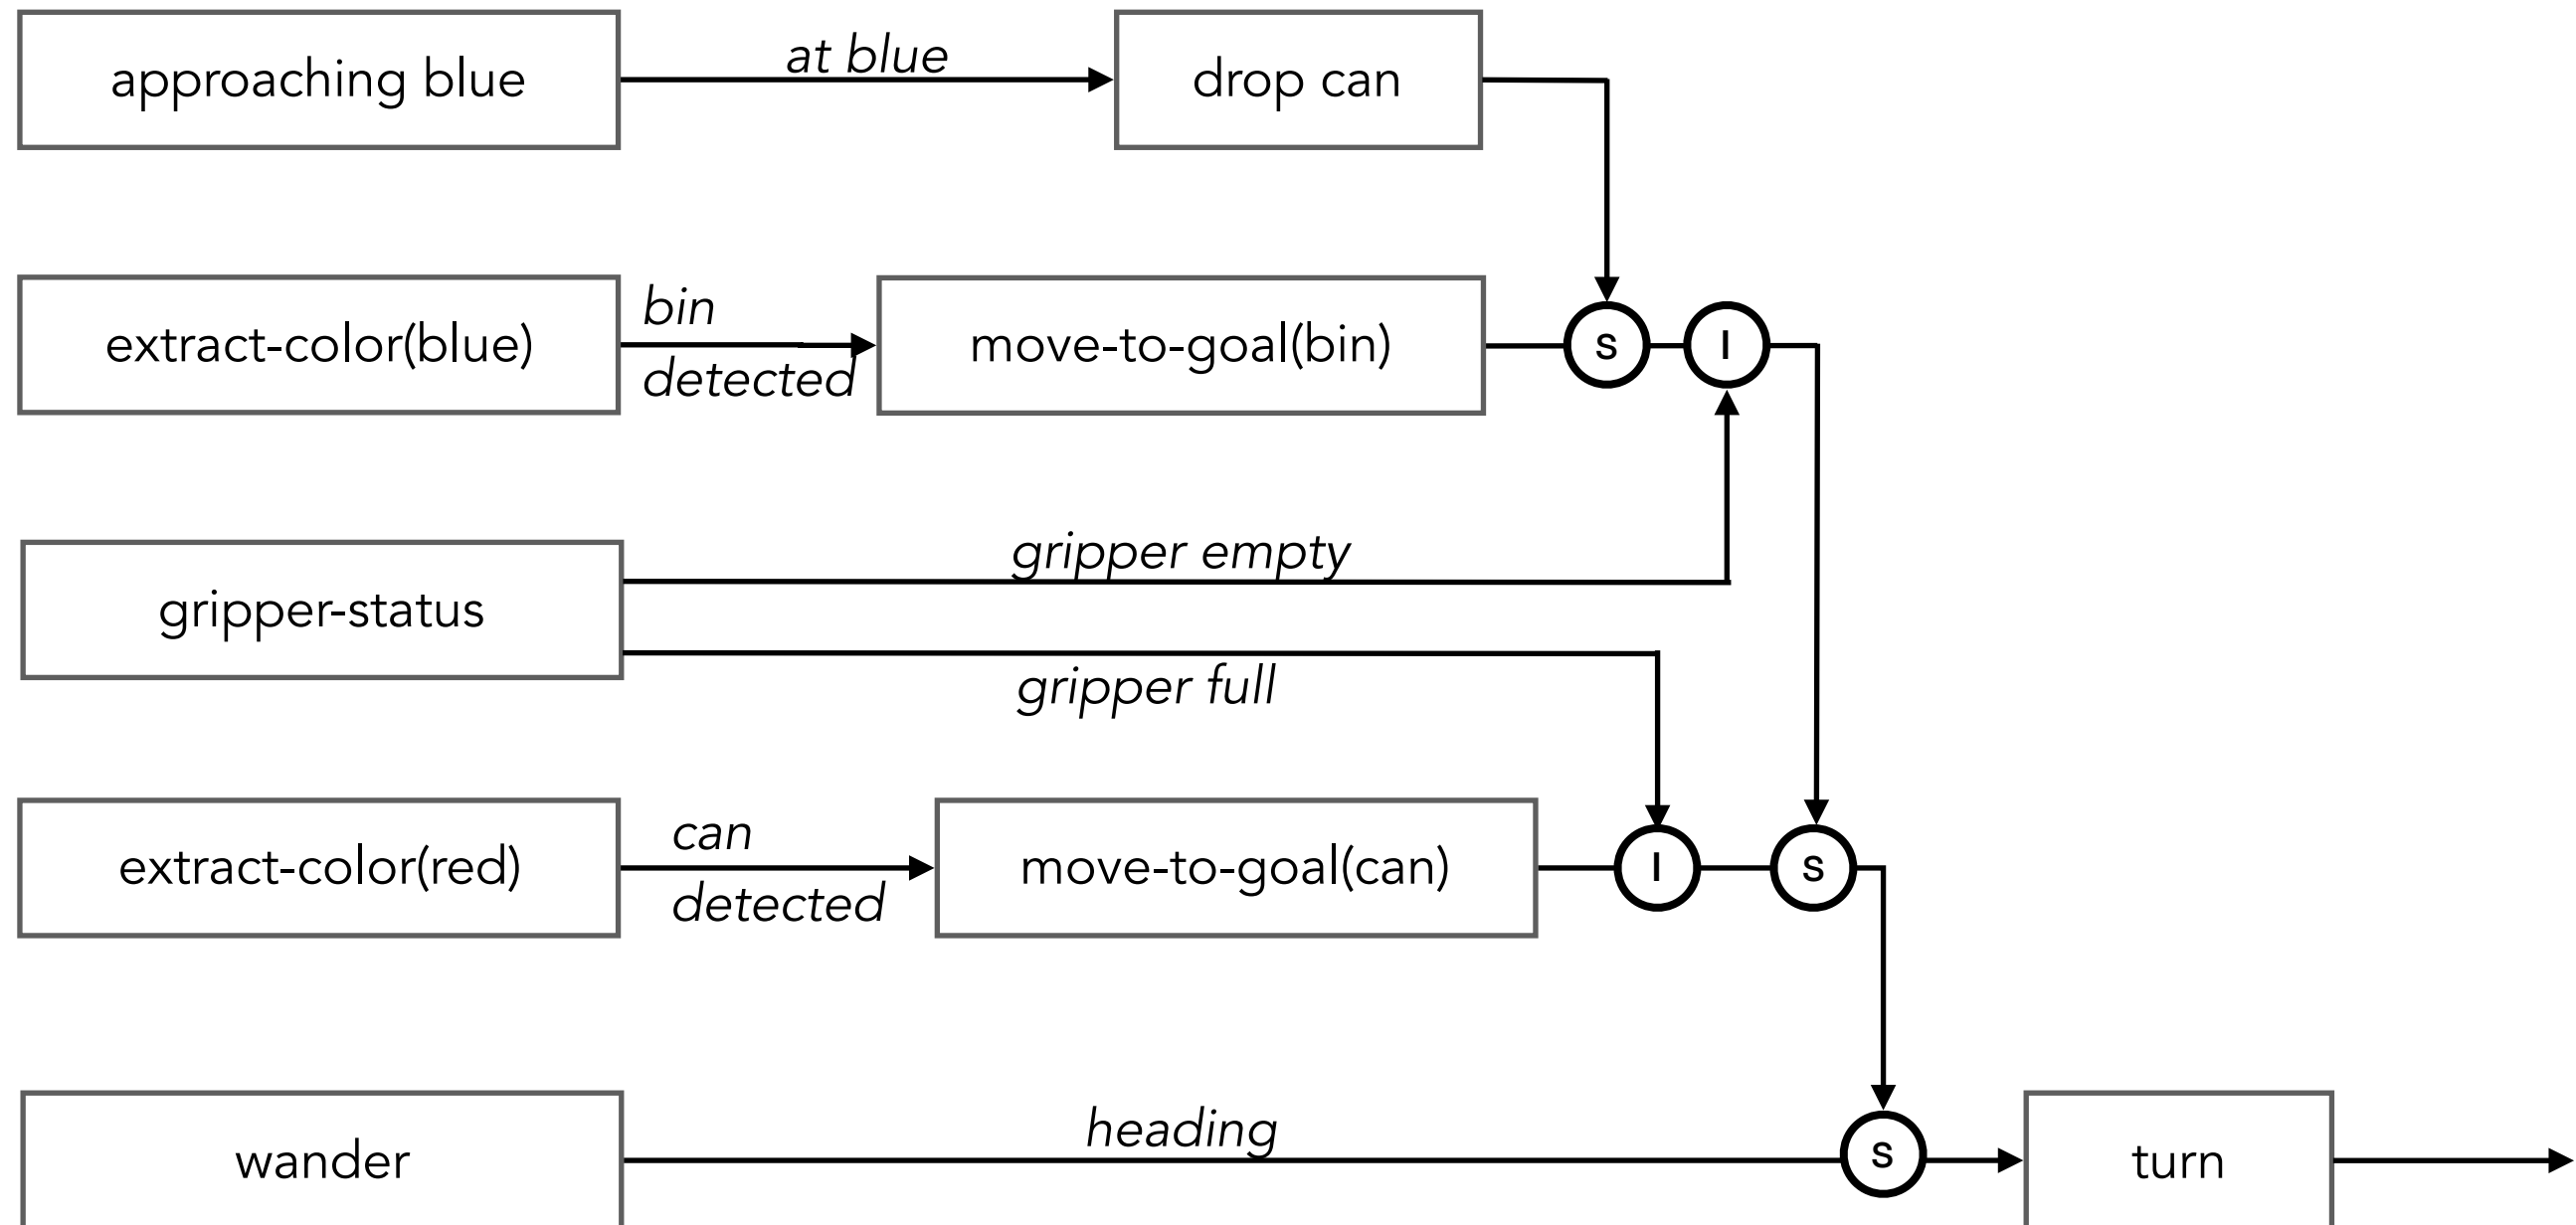 approaching blue
at blue
drop can
extract-color(blue)
bin
detected
move-to-goal(bin)
S
I
gripper-status
gripper empty
gripper full
extract-color(red)
can
detected
move-to-goal(can)
I
S
wander
heading
S
turn